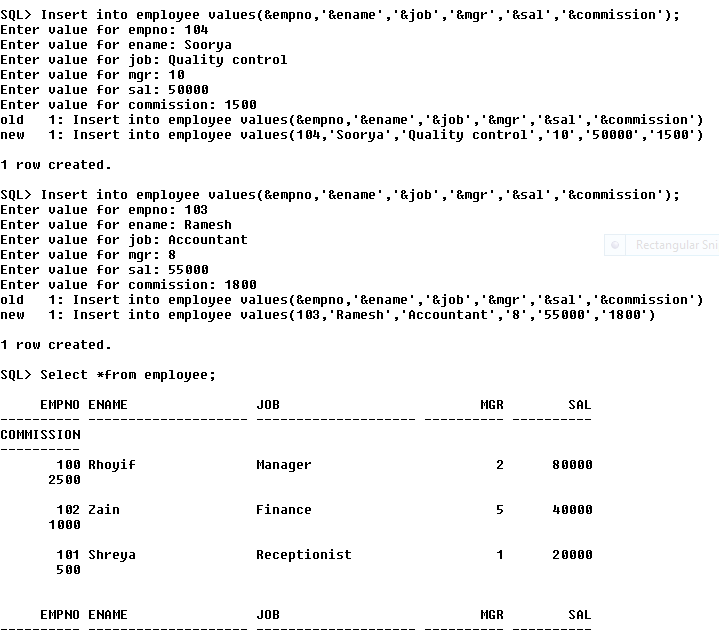 SQL> Insert into employee values(&empno,'&ename','&job','&mgr','&sal','&commission');
Enter value for empno: 104
Enter value for ename: Soorya
Enter value for job: Quality control
Enter value for mgr: 10
Enter value for sal: 50000
Enter value for commission: 1500
old   1: Insert into employee values(&empno,'&ename','&job','&mgr','&sal','&commission')
new   1: Insert into employee values(104,'Soorya','Quality control','10','50000','1500')
1 row created.
SQL> Insert into employee values(&empno,'&ename','&job','&mgr','&sal','&commission');
Enter value for empno: 103
Enter value for ename: Ramesh
Enter value for job: Accountant
Rectangular Sni
Enter value for mgr: 8
Enter value for sal: 55000
Enter value for commission: 1800
old   1: Insert into employee values(&empno,'&ename','&job','&mgr','&sal','&commission')
new   1: Insert into employee values(103,'Ramesh','Accountant','8','55000','1800')
1 row created.
SQL> Select *from employee;
EMPNO ENAME                JOB                         MGR        SAL
---------- -------------------- -------------------- ---------- ----------
COMMISSION
----------
100 Rhoyif               Manager                       2      80000
2500
102 Zain                 Finance                       5      40000
1000
101 Shreya               Receptionist                  1      20000
500
EMPNO ENAME                JOB                         MGR        SAL
---------- -------------------- -------------------- ---------- ----------